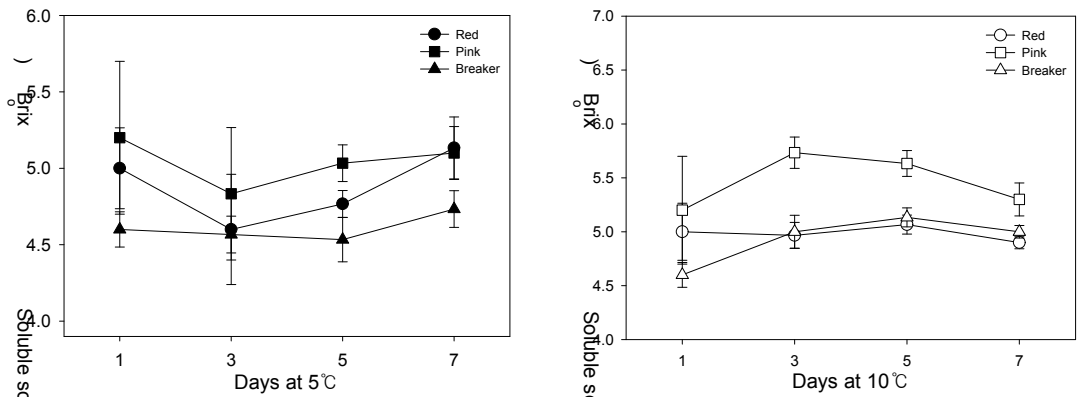 6.0
5.5
5.0
4.5
4.0
Soluble so
Brix
o
)
Red
Pink
Breaker
1
3
5
7
Days at 5℃
7.0
6.5
6.0
5.5
5.0
4.5
4.0
Soluble so
Brix
o
)
Red
Pink
Breaker
1
3
5
7
Days at 10℃